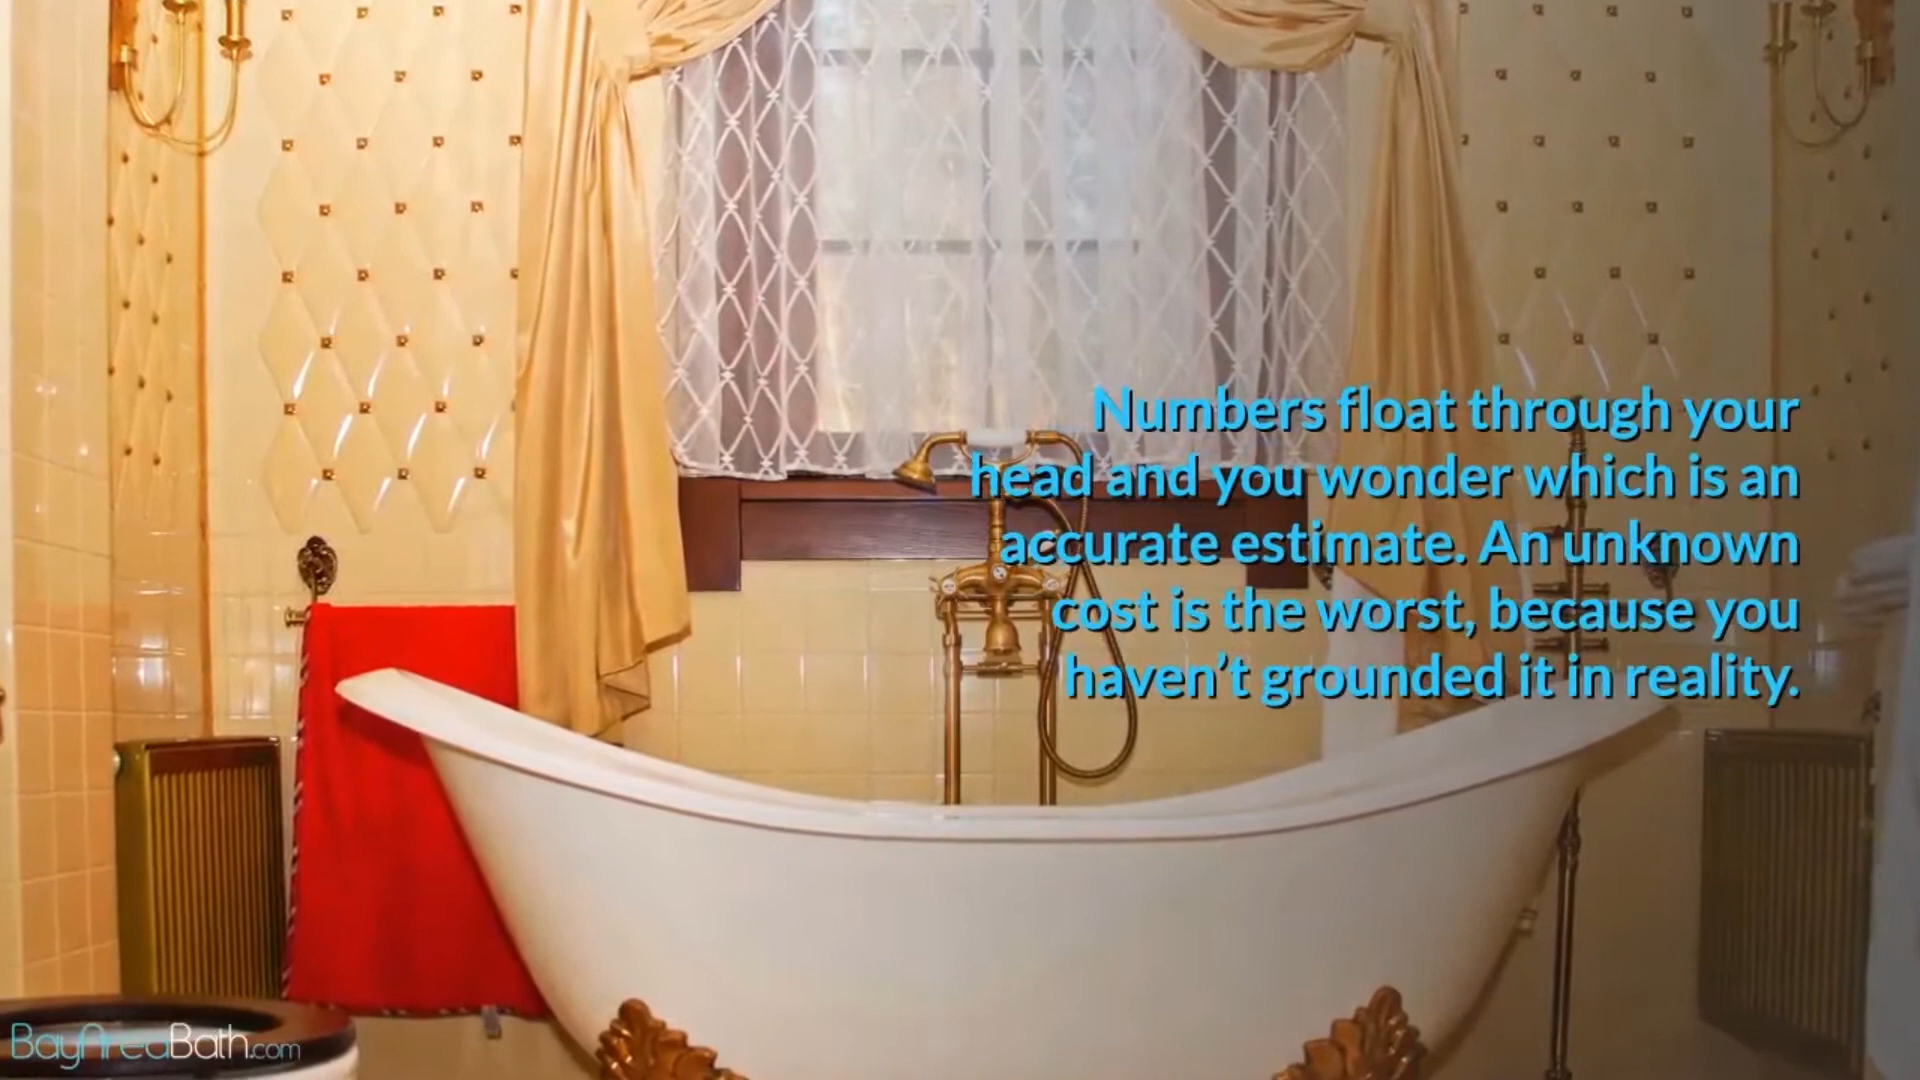 Numbers float through your
head and you wonder which is an
accurate estimate. An unknown
cost is the worst, because you
haven’t grounded it in reality.
BayAreaBath.com